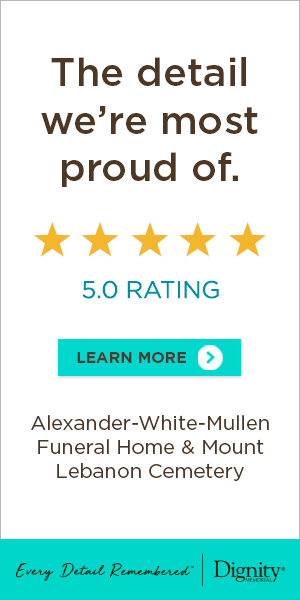 The detail
we’re most
proud of.
5.0 RATING
LEARN MORE
Alexander-White-Mullen
Funeral Home & Mount
Lebanon Cemetery
Every Detail Remembered™
Dignity®
MEMORIAL